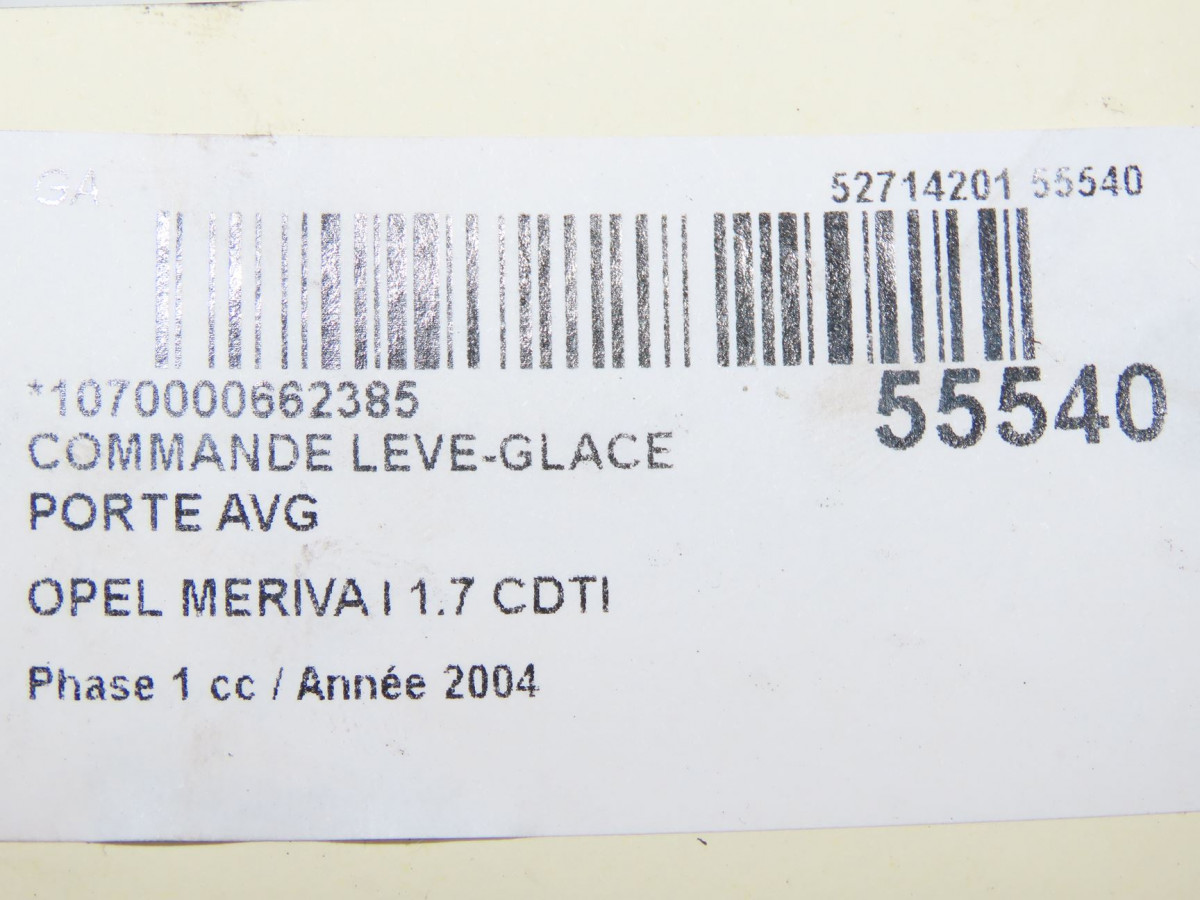 GA
52714201 55540
*1070000662385
55540
COMMANDE LEVE-GLACE
PORTE AVG
OPEL MERIVA I 1.7 CDTI
Phase 1 cc / Année 2004